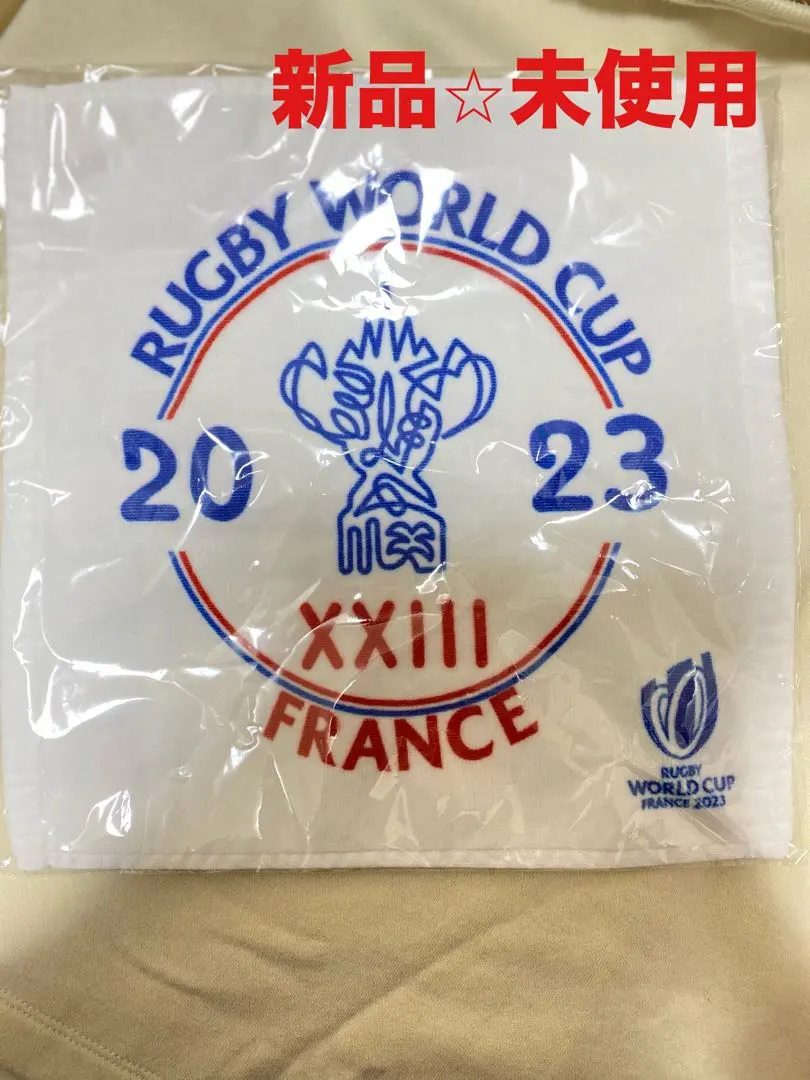 新品☆未使用
RUGBY WORLD CUP
20 23
XXIII
FRANCE
RUGBY
WORLD CUP
FRANCE 2023